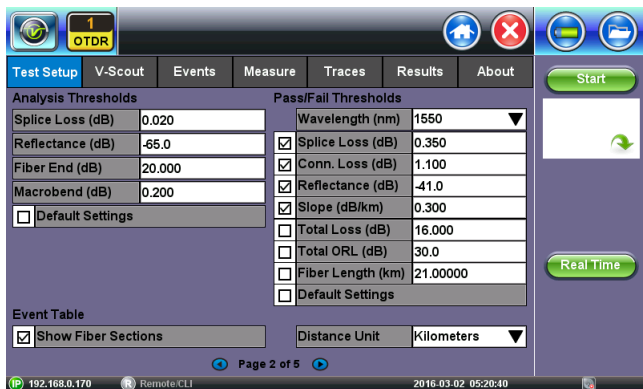 1
OTDR
Test Setup V-Scout Events Measure Traces Results About
Start
Analysis Thresholds
Splice Loss (dB) 0.020
Reflectance (dB) -65.0
Fiber End (dB) 20.000
Macrobend (dB) 0.200
Default Settings
Pass/Fail Thresholds
Wavelength (nm) 1550
Splice Loss (dB) 0.350
Conn. Loss (dB) 1.100
Reflectance (dB) -41.0
Slope (dB/km) 0.300
Total Loss (dB) 16.000
Total ORL (dB) 30.0
Fiber Length (km) 21.00000
Default Settings
Real Time
Event Table
Show Fiber Sections
Distance Unit Kilometers
Page 2 of 5
IP 192.168.0.170 R Remote/CLI 2016-03-02 05:20:40